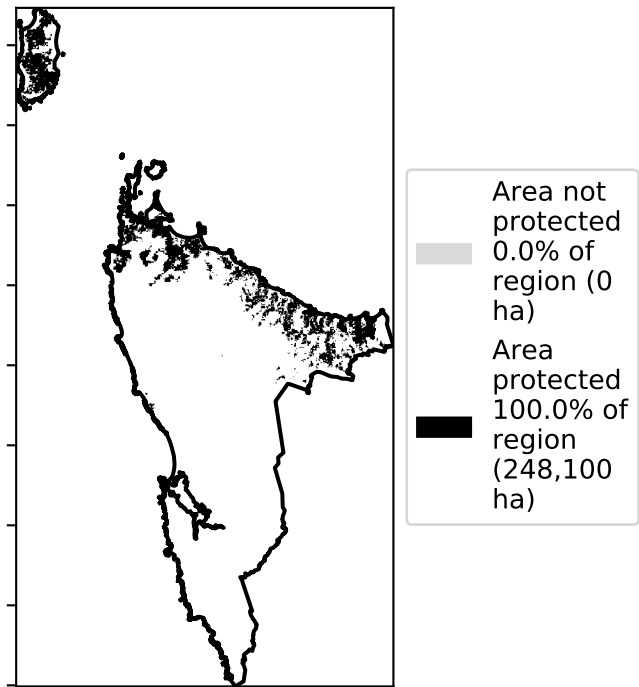 Area not
protected
0.0% of
region (0
ha)
Area
protected
100.0% of
region
(248,100
ha)